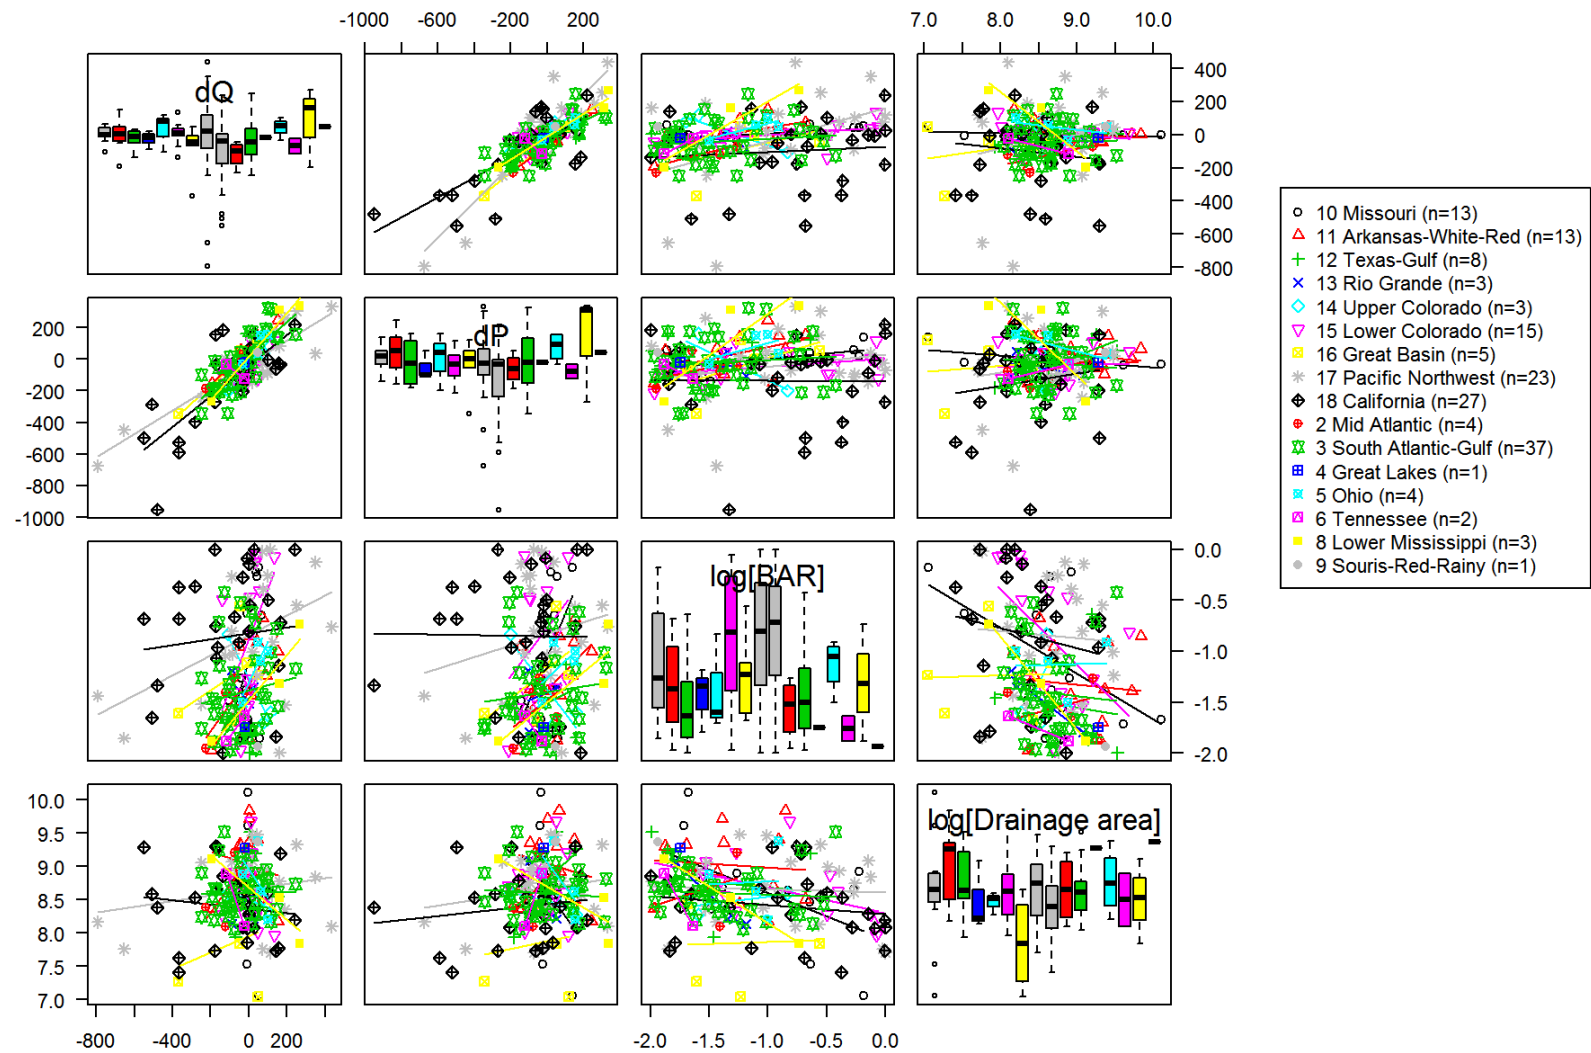 -1000 -600 -200 200
7.0 8.0 9.0 10.0
dQ
400
200
0
-200
-400
-600
-800
10 Missouri (n=13)
11 Arkansas-White-Red (n=13)
12 Texas-Gulf (n=8)
13 Rio Grande (n=3)
14 Upper Colorado (n=3)
15 Lower Colorado (n=15)
16 Great Basin (n=5)
17 Pacific Northwest (n=23)
18 California (n=27)
2 Mid Atlantic (n=4)
3 South Atlantic-Gulf (n=37)
4 Great Lakes (n=1)
5 Ohio (n=4)
6 Tennessee (n=2)
8 Lower Mississippi (n=3)
9 Souris-Red-Rainy (n=1)
dP
200
0
-200
-400
-600
-800
-1000
log[BAR]
0.0
-0.5
-1.0
-1.5
-2.0
log[Drainage area]
10.0
9.5
9.0
8.5
8.0
7.5
7.0
-800 -400 0 200
-2.0 -1.5 -1.0 -0.5 0.0